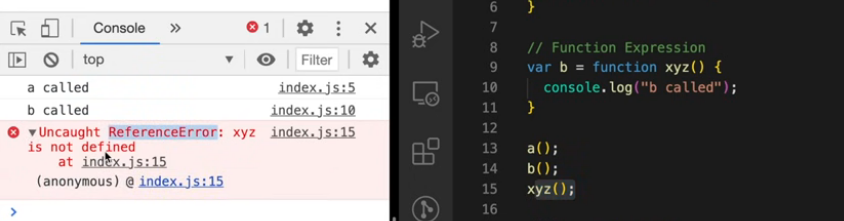 Console
1
top
Filter
a called index.js:5
b called index.js:10
Uncaught ReferenceError: xyz index.js:15
is not defined
at index.js:15
(anonymous) @ index.js:15
6 }
7
8 // Function Expression
9 var b = function xyz() {
10 console.log("b called");
11 }
12
13 a();
14 b();
15 xyz();
16